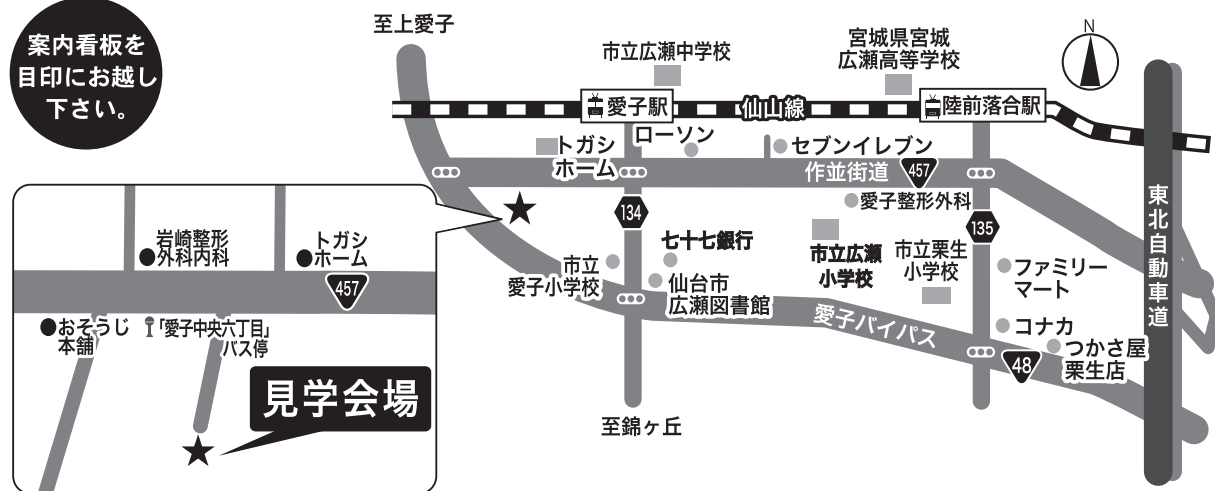 案内看板を
目印にお越し
下さい。
至上愛子
市立広瀬中学校
宮城県宮城
広瀬高等学校
N
愛子駅
仙山線
陸前落合駅
トガシ
ホーム
ローソン
セブンイレブン
作並街道
457
愛子整形外科
134
135
七十七銀行
市立
愛子小学校
仙台市
広瀬図書館
市立広瀬
小学校
市立栗生
小学校
ファミリー
マート
コナカ
つかさ屋
栗生店
愛子バイパス
48
東北自動車道
至錦ヶ丘
岩崎整形
外科内科
トガシ
ホーム
457
おそうじ
本舗
「愛子中央六丁目」
バス停
見学会場